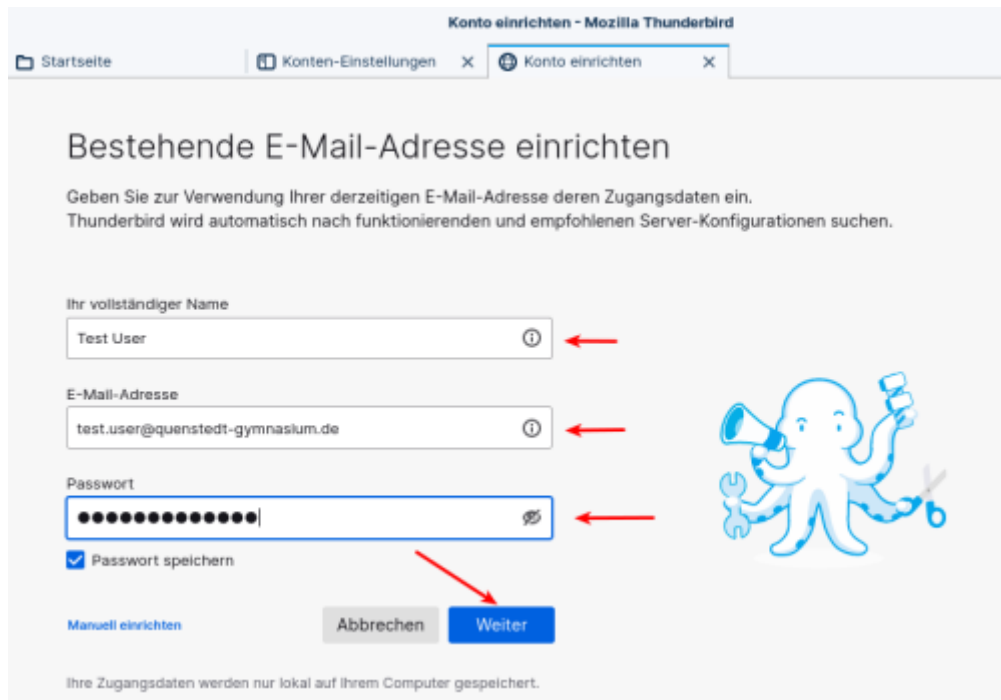 Konto einrichten - Mozilla Thunderbird
Startseite
Konten-Einstellungen
Konto einrichten
Bestehende E-Mail-Adresse einrichten
Geben Sie zur Verwendung Ihrer derzeitigen E-Mail-Adresse deren Zugangsdaten ein.
Thunderbird wird automatisch nach funktionierenden und empfohlenen Server-Konfigurationen suchen.
Ihr vollständiger Name
Test User
E-Mail-Adresse
test.user@quenstedt-gymnasium.de
Passwort
●●●●●●●●●●●●●
Passwort speichern
Manuell einrichten
Abbrechen
Weiter
Ihre Zugangsdaten werden nur lokal auf Ihrem Computer gespeichert.